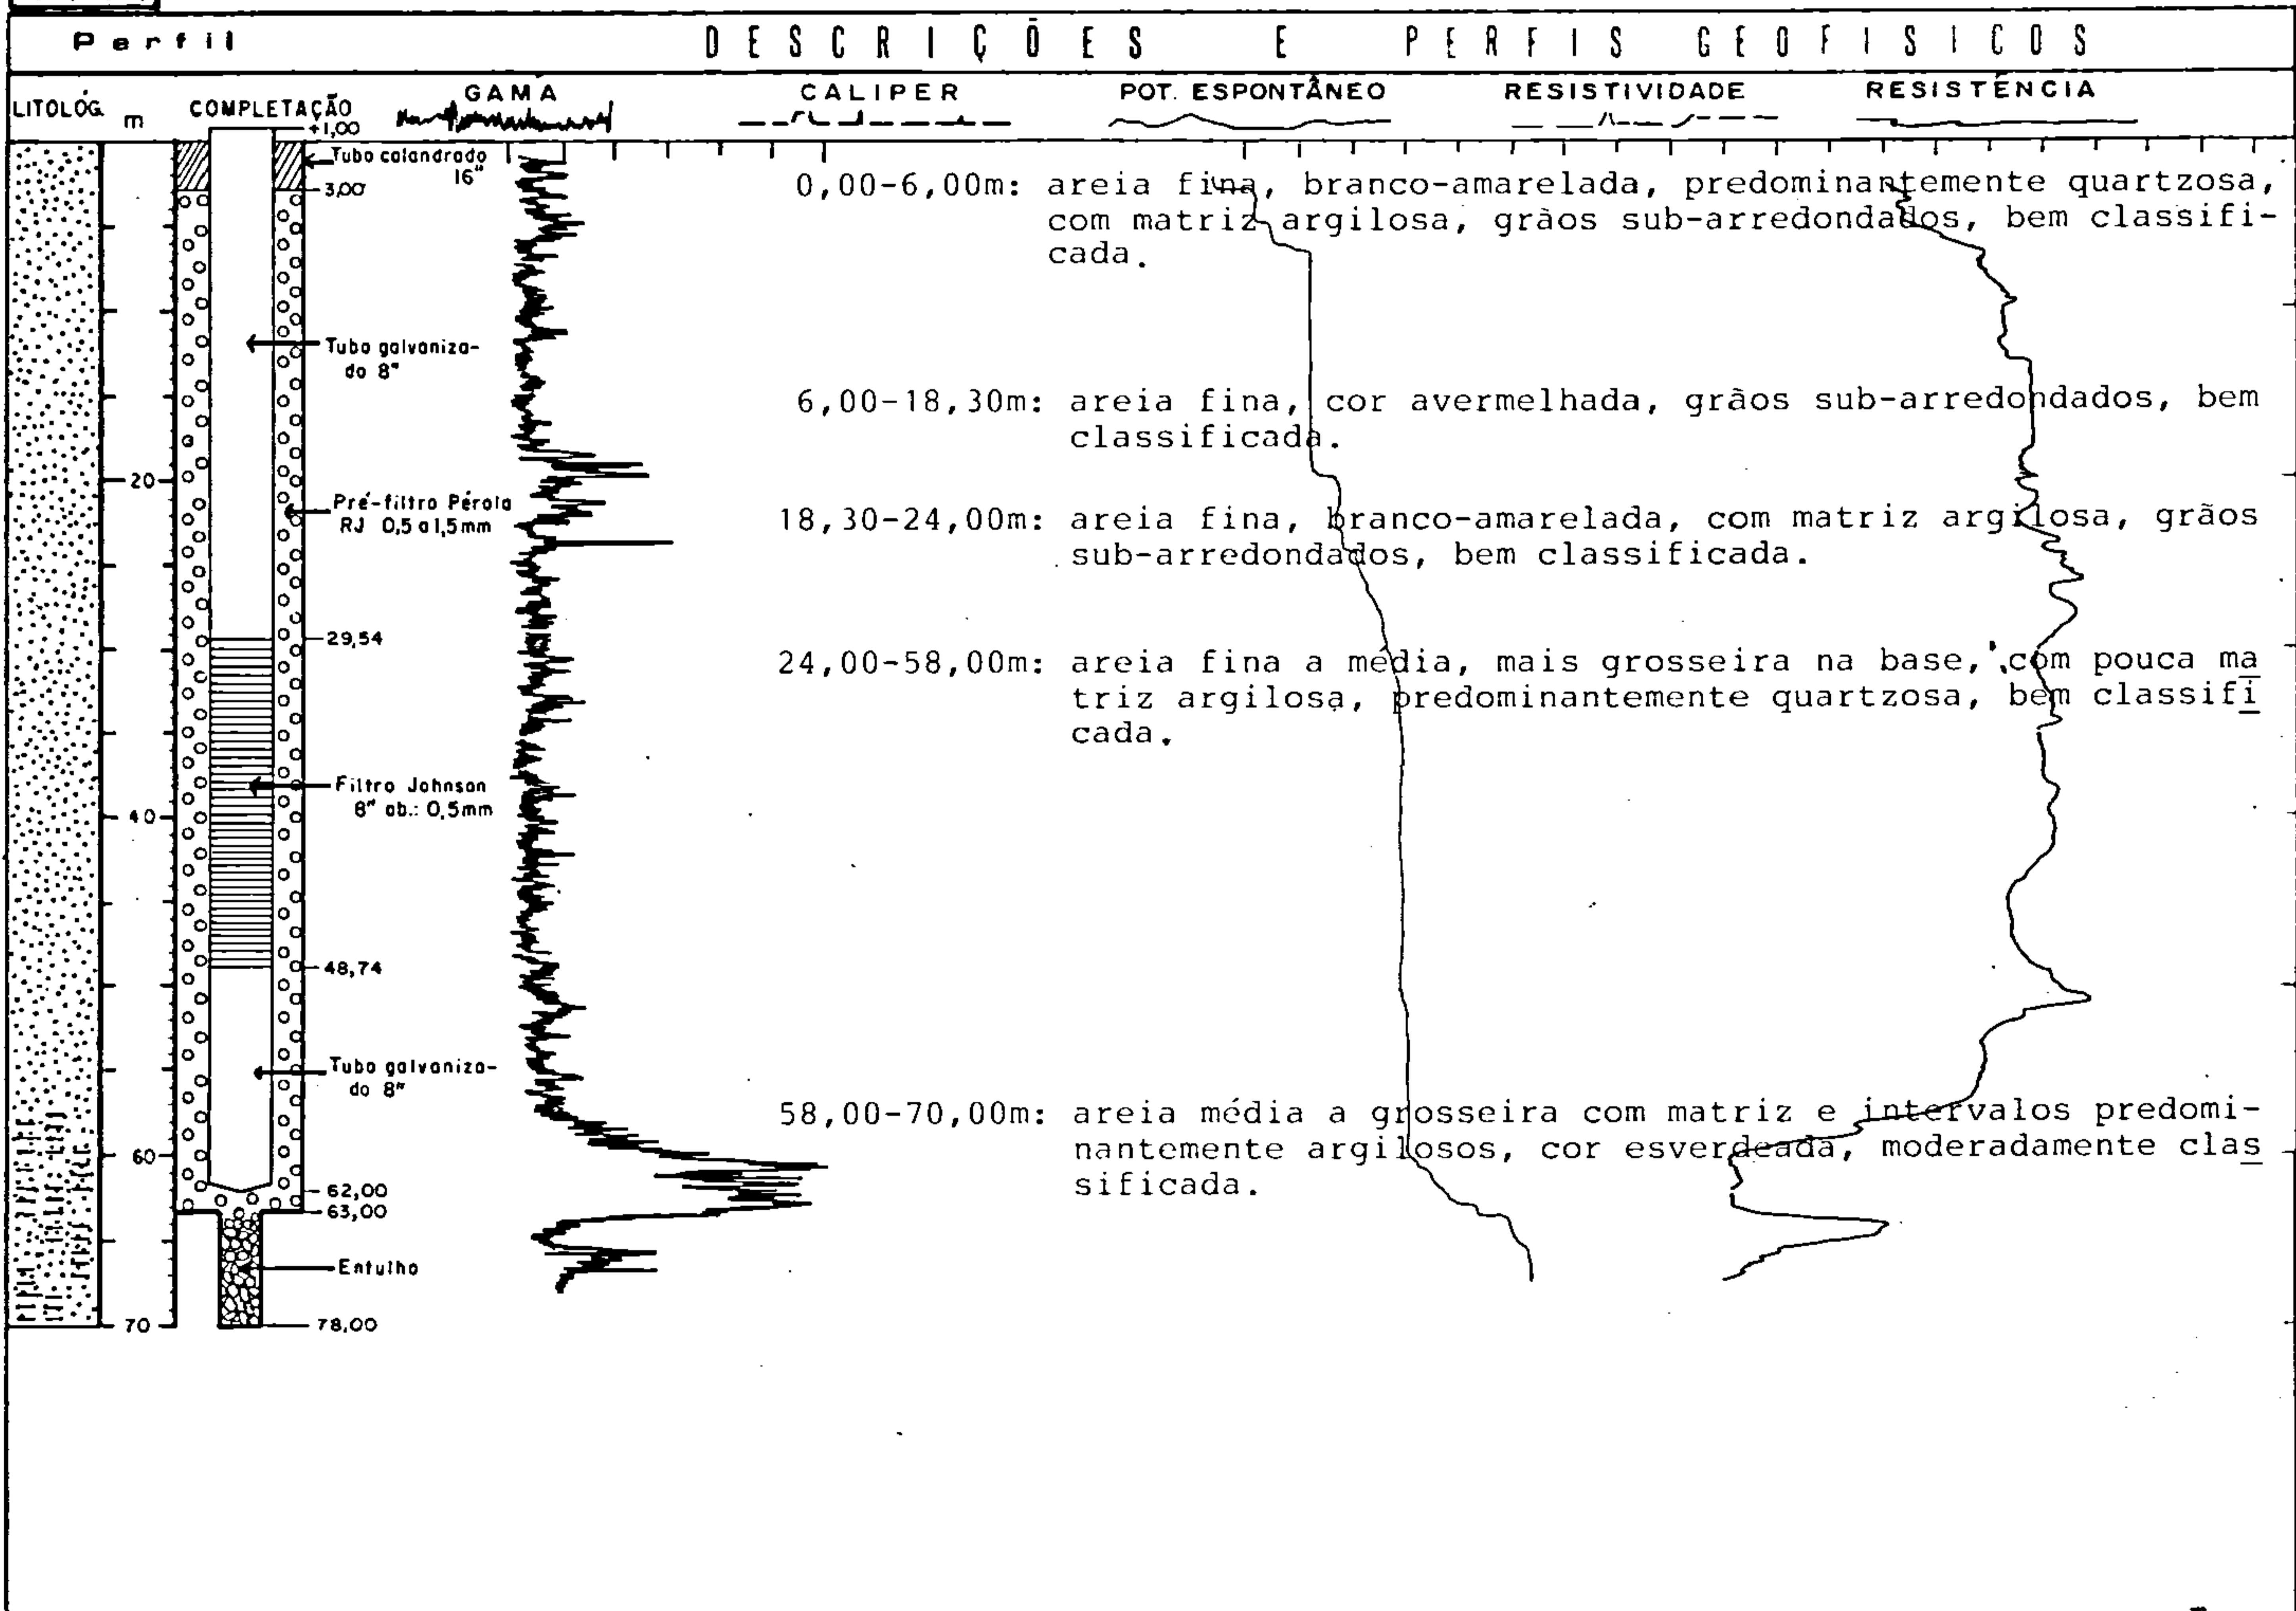 Perfil
DESCRIÇÕES E PERFIS GEOFISICOS
LITOLÓG. m COMPLETAÇÃO GAMA CALIPER POT. ESPONTÂNEO RESISTIVIDADE RESISTÊNCIA
+1,00
Tubo calandrado
16"
3,00
0,00-6,00m: areia fina, branco-amarelada, predominantemente quartzosa,
com matriz argilosa, grãos sub-arredondados, bem classifi-
cada.
Tubo galvaniza-
do 8"
6,00-18,30m: areia fina, cor avermelhada, grãos sub-arredondados, bem
classificada.
20
Pré-filtro Pérola
RJ 0,5 a 1,5mm
18,30-24,00m: areia fina, branco-amarelada, com matriz argilosa, grãos
sub-arredondados, bem classificada.
29,54
24,00-58,00m: areia fina a média, mais grosseira na base, com pouca ma
triz argilosa, predominantemente quartzosa, bem classifi
cada.
Filtro Johnson
8" ab.: 0,5mm
40
48,74
Tubo galvaniza-
do 8"
58,00-70,00m: areia média a grosseira com matriz e intervalos predomi-
nantemente argilosos, cor esverdeada, moderadamente clas
sificada.
60
62,00
63,00
Entulho
70
78,00